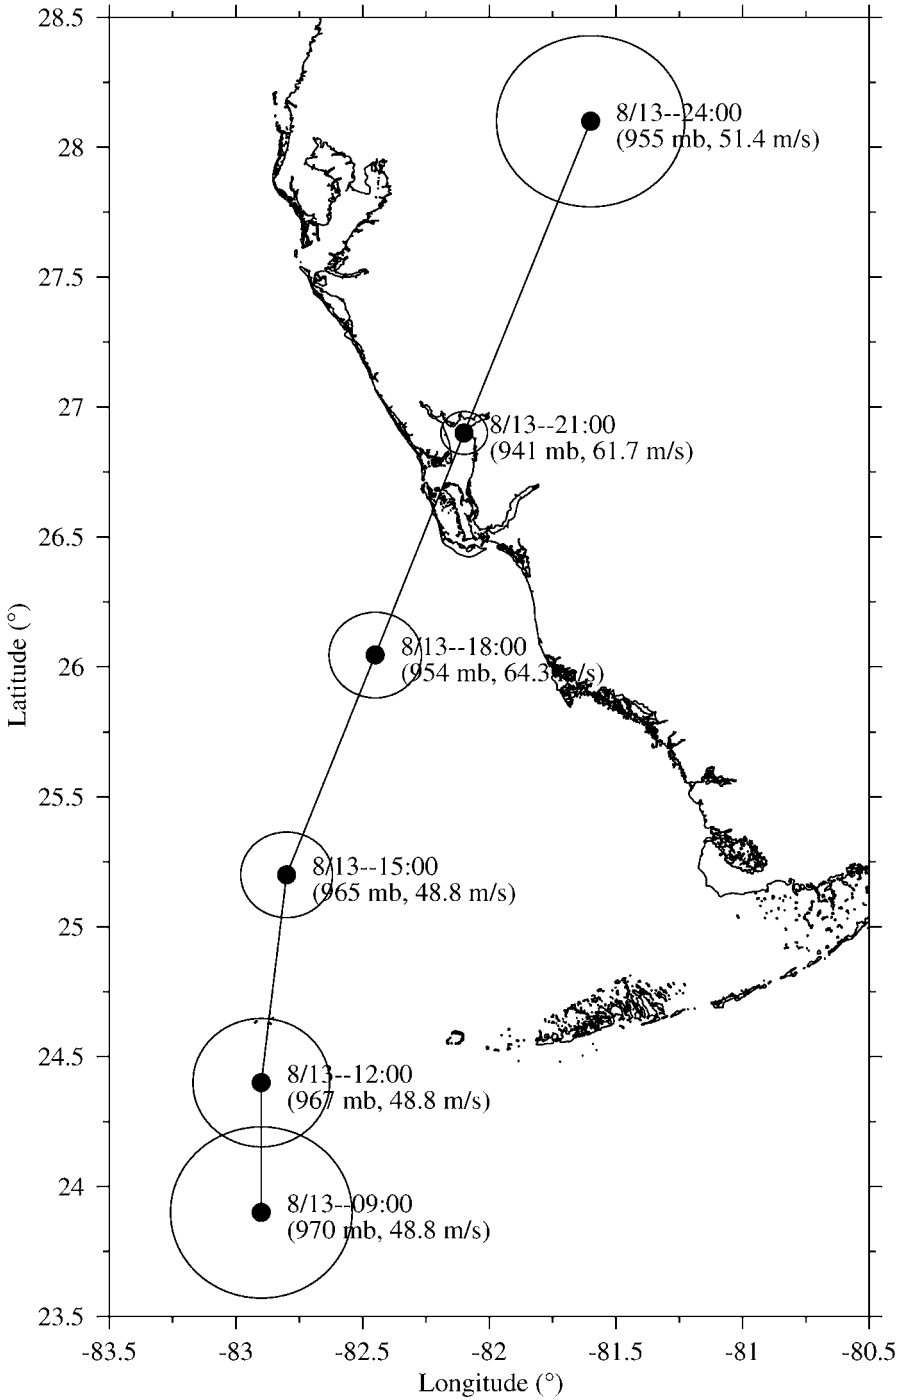 28.5
8/13--24:00
(955 mb, 51.4 m/s)
28
27.5
27
8/13--21:00
(941 mb, 61.7 m/s)
26.5
8/13--18:00
(954 mb, 64.3 m/s)
26
Latitude (°)
25.5
8/13--15:00
(965 mb, 48.8 m/s)
25
24.5
8/13--12:00
(967 mb, 48.8 m/s)
24
8/13--09:00
(970 mb, 48.8 m/s)
23.5
-83.5 -83 -82.5 -82 -81.5 -81 -80.5
Longitude (°)